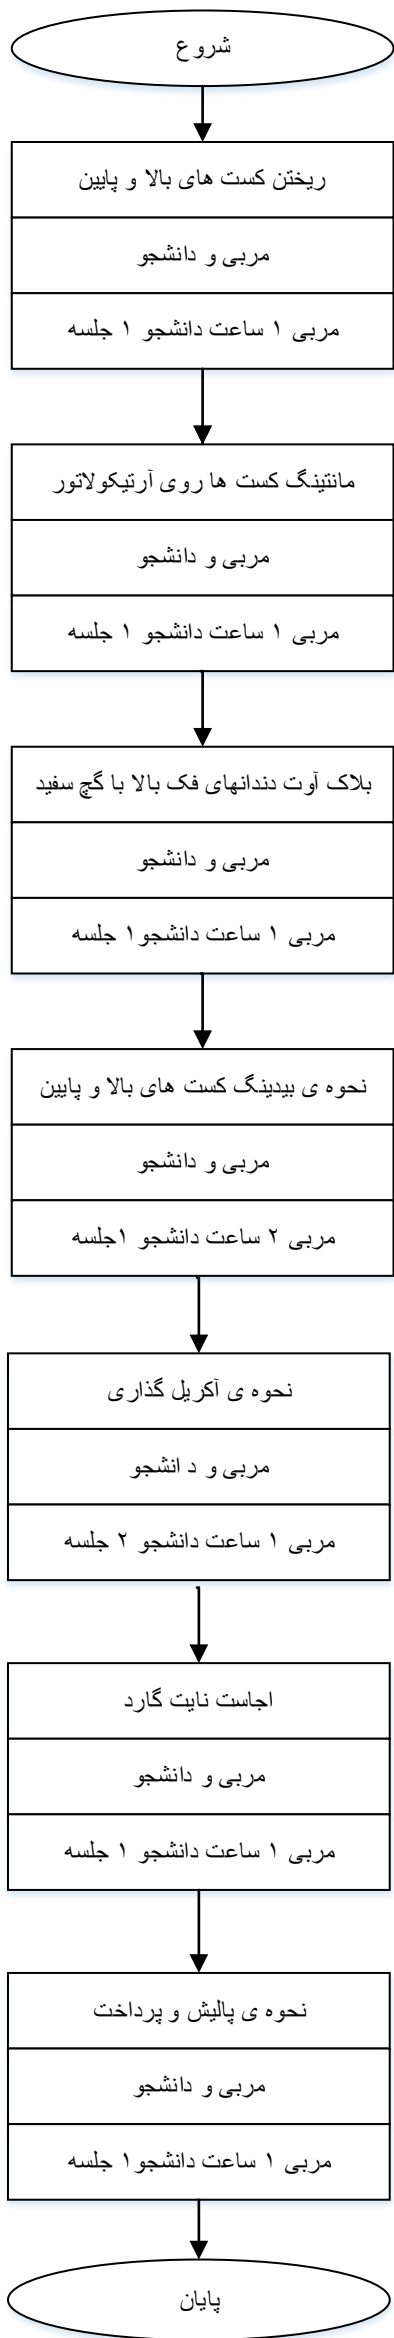 شروع
ریختن کست های بالا و پایین
مربی و دانشجو
مربی ۱ ساعت دانشجو ۱ جلسه
مانتینگ کست ها روی آرتیکولاتور
مربی و دانشجو
مربی ۱ ساعت دانشجو ۱ جلسه
بلاک آوت دندانهای فک بالا با گچ سفید
مربی و دانشجو
مربی ۱ ساعت دانشجو۱ جلسه
نحوه ی بیدینگ کست های بالا و پایین
مربی و دانشجو
مربی ۲ ساعت دانشجو ۱جلسه
نحوه ی آکریل گذاری
مربی و د انشجو
مربی ۱ ساعت دانشجو ۲ جلسه
اجاست نایت گارد
مربی و دانشجو
مربی ۱ ساعت دانشجو ۱ جلسه
نحوه ی پالیش و پرداخت
مربی و دانشجو
مربی ۱ ساعت دانشجو۱ جلسه
پایان